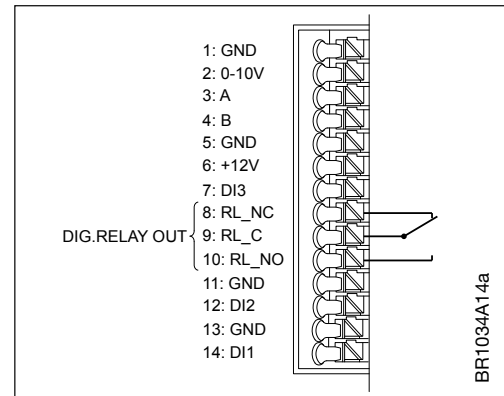 1: GND
2: 0-10V
3: A
4: B
5: GND
6: +12V
7: DI3
8: RL_NC
DIG.RELAY OUT
9: RL_C
10: RL_NO
11: GND
12: DI2
13: GND
14: DI1
BR1034A14a